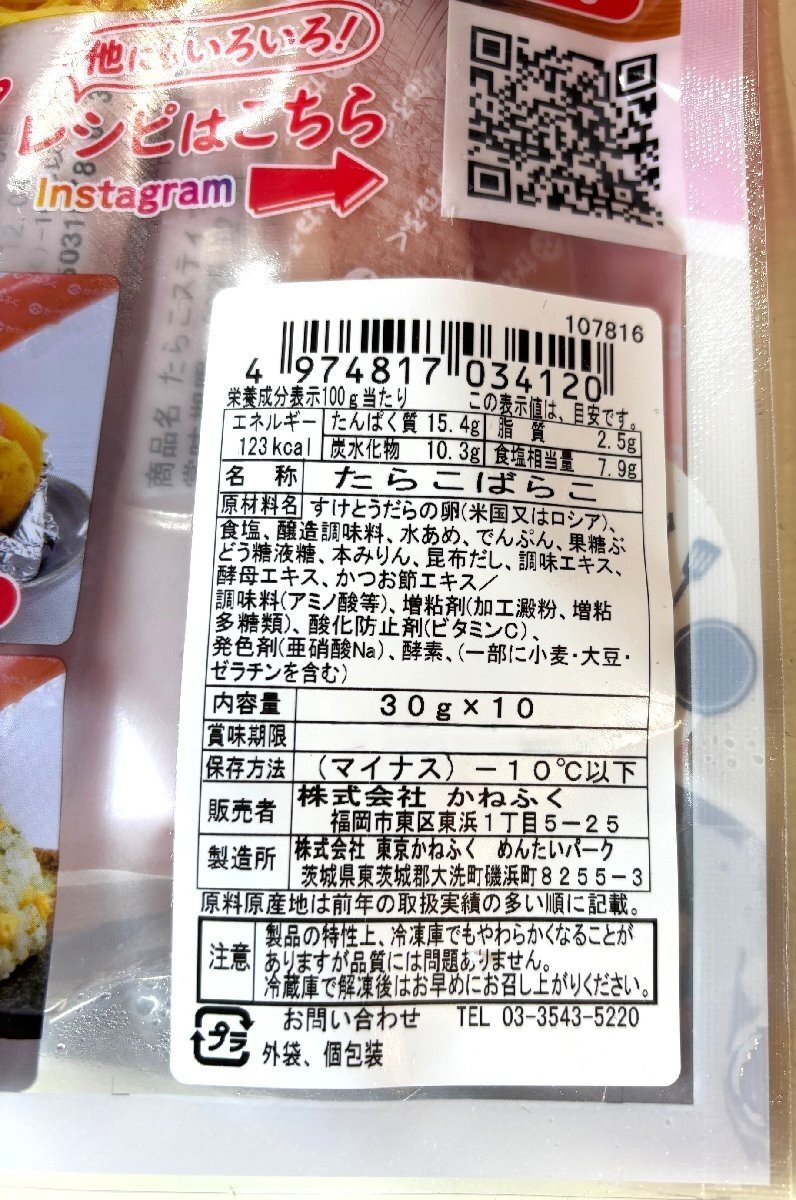 他にもいろいろ!
レシピはこちら
Instagram
商品名 たらこスティ
107816
4 974817 034120
栄養成分表示100g当たり この表示値は、目安です。
エネルギー たんぱく質 15.4g 脂質 2.5g
123kcal 炭水化物 10.3g 食塩相当量 7.9g
名称 たらこばらこ
原材料名 すけとうだらの卵(米国又はロシア)、
食塩、醸造調味料、水あめ、でんぷん、果糖ぶ
どう糖液糖、本みりん、昆布だし、調味エキス、
酵母エキス、かつお節エキス/
調味料(アミノ酸等)、増粘剤(加工澱粉、増粘
多糖類)、酸化防止剤(ビタミンC)、
発色剤(亜硝酸Na)、酵素、(一部に小麦・大豆・
ゼラチンを含む)
内容量 30g×10
賞味期限
保存方法 (マイナス)-10℃以下
販売者 株式会社 かねふく
福岡市東区東浜1丁目5-25
製造所 株式会社 東京かねふく めんたいパーク
茨城県東茨城郡大洗町磯浜町8255-3
原料原産地は前年の取扱実績の多い順に記載。
注意 製品の特性上、冷凍庫でもやわらかくなることが
ありますが品質には問題ありません。
冷蔵庫で解凍後はお早めにお召し上がりください。
お問い合わせ TEL 03-3543-5220
プラ 外袋、個包装